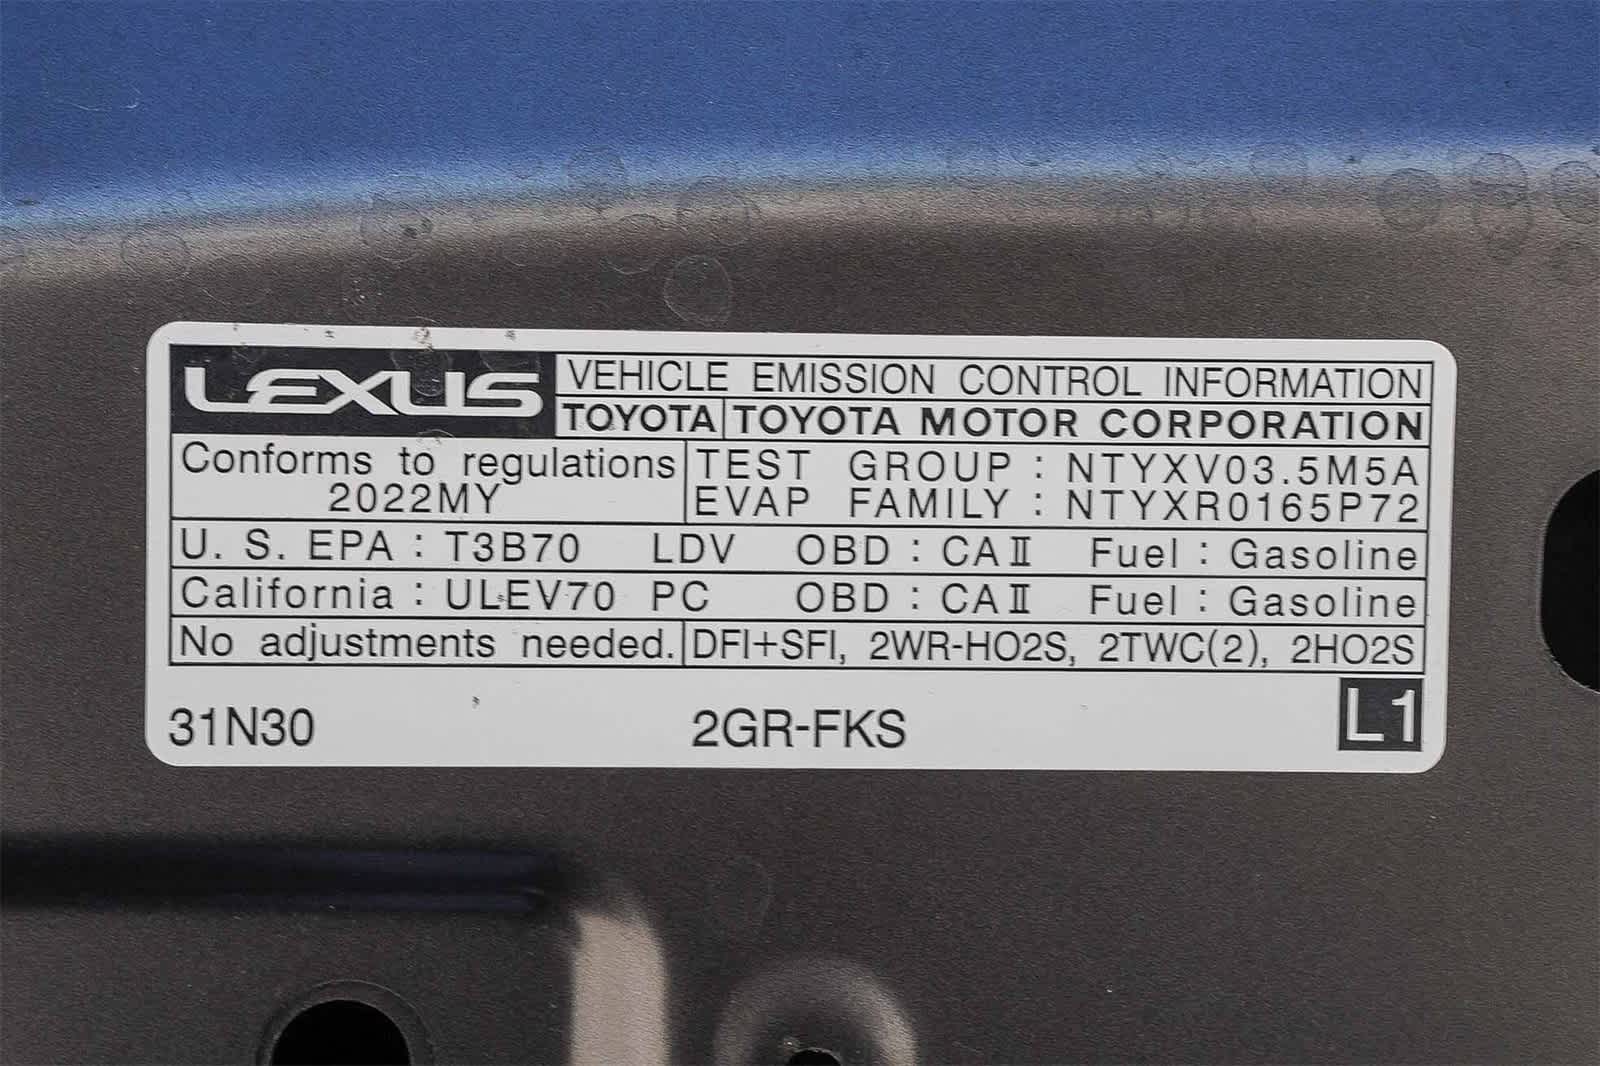 LEXUS VEHICLE EMISSION CONTROL INFORMATION
TOYOTA TOYOTA MOTOR CORPORATION
Conforms to regulations TEST GROUP : NTYXV03.5M5A
2022MY EVAP FAMILY : NTYXR0165P72
U. S. EPA : T3B70 LDV OBD : CAⅡ Fuel : Gasoline
California : ULEV70 PC OBD : CAⅡ Fuel : Gasoline
No adjustments needed. DFI+SFI, 2WR-HO2S, 2TWC(2), 2HO2S
31N30 2GR-FKS L1